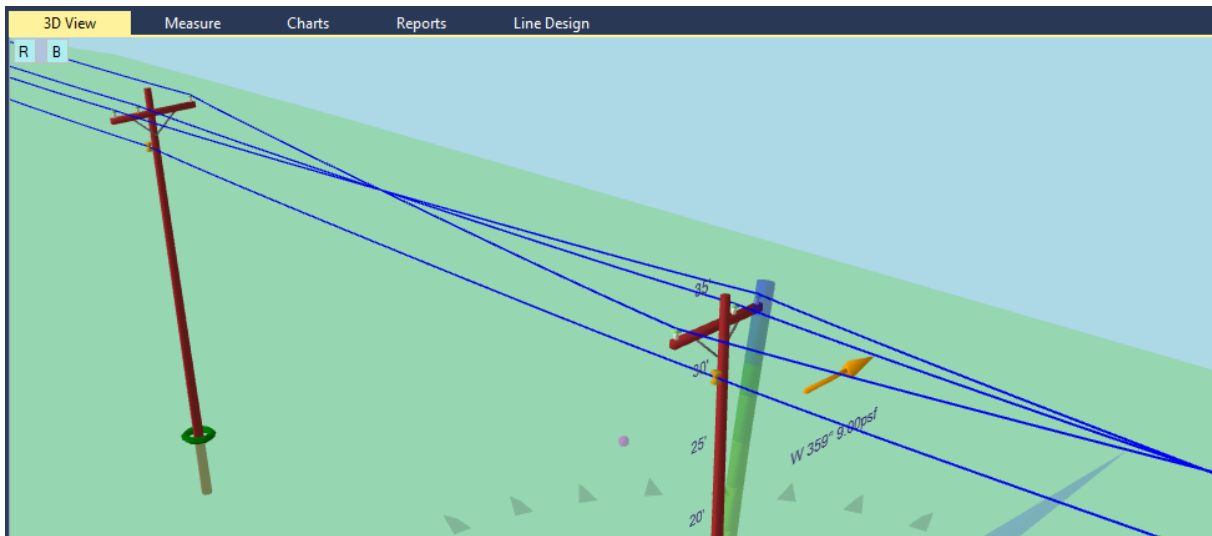 3D View Measure Charts Reports Line Design
R B
35'
30'
W 359° 9.00psf
25'
20'